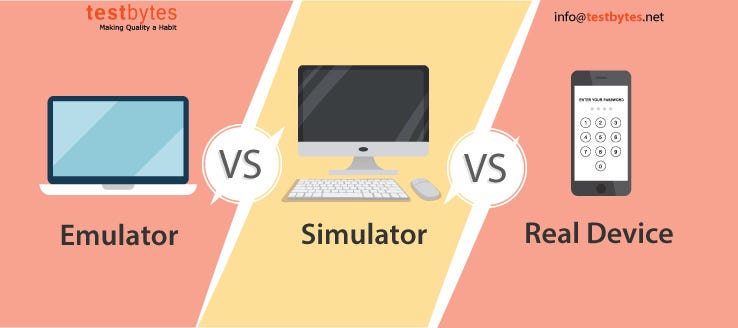 testbytes
Making Quality a Habit
info@testbytes.net
VS
VS
ENTER YOUR PASSWORD
1 2 3
4 5 6
7 8 9
0
Emulator
Simulator
Real Device